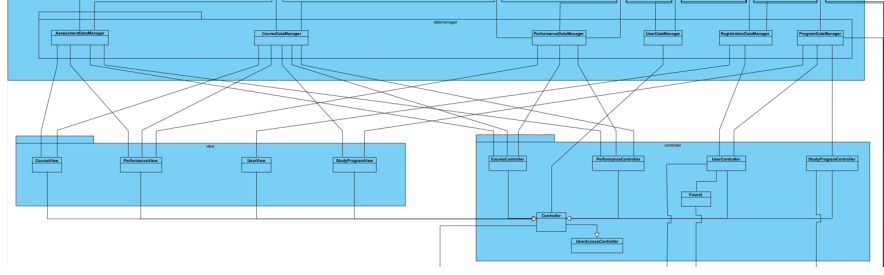 datamanager
AssessmentDataManager
CourseDataManager
PerformanceDataManager
UserDataManager
RegistrationDataManager
ProgramDataManager
view
controller
CourseView
PerformanceView
UserView
StudyProgramView
CourseController
PerformanceController
UserController
StudyProgramController
Controller
UserAccessController